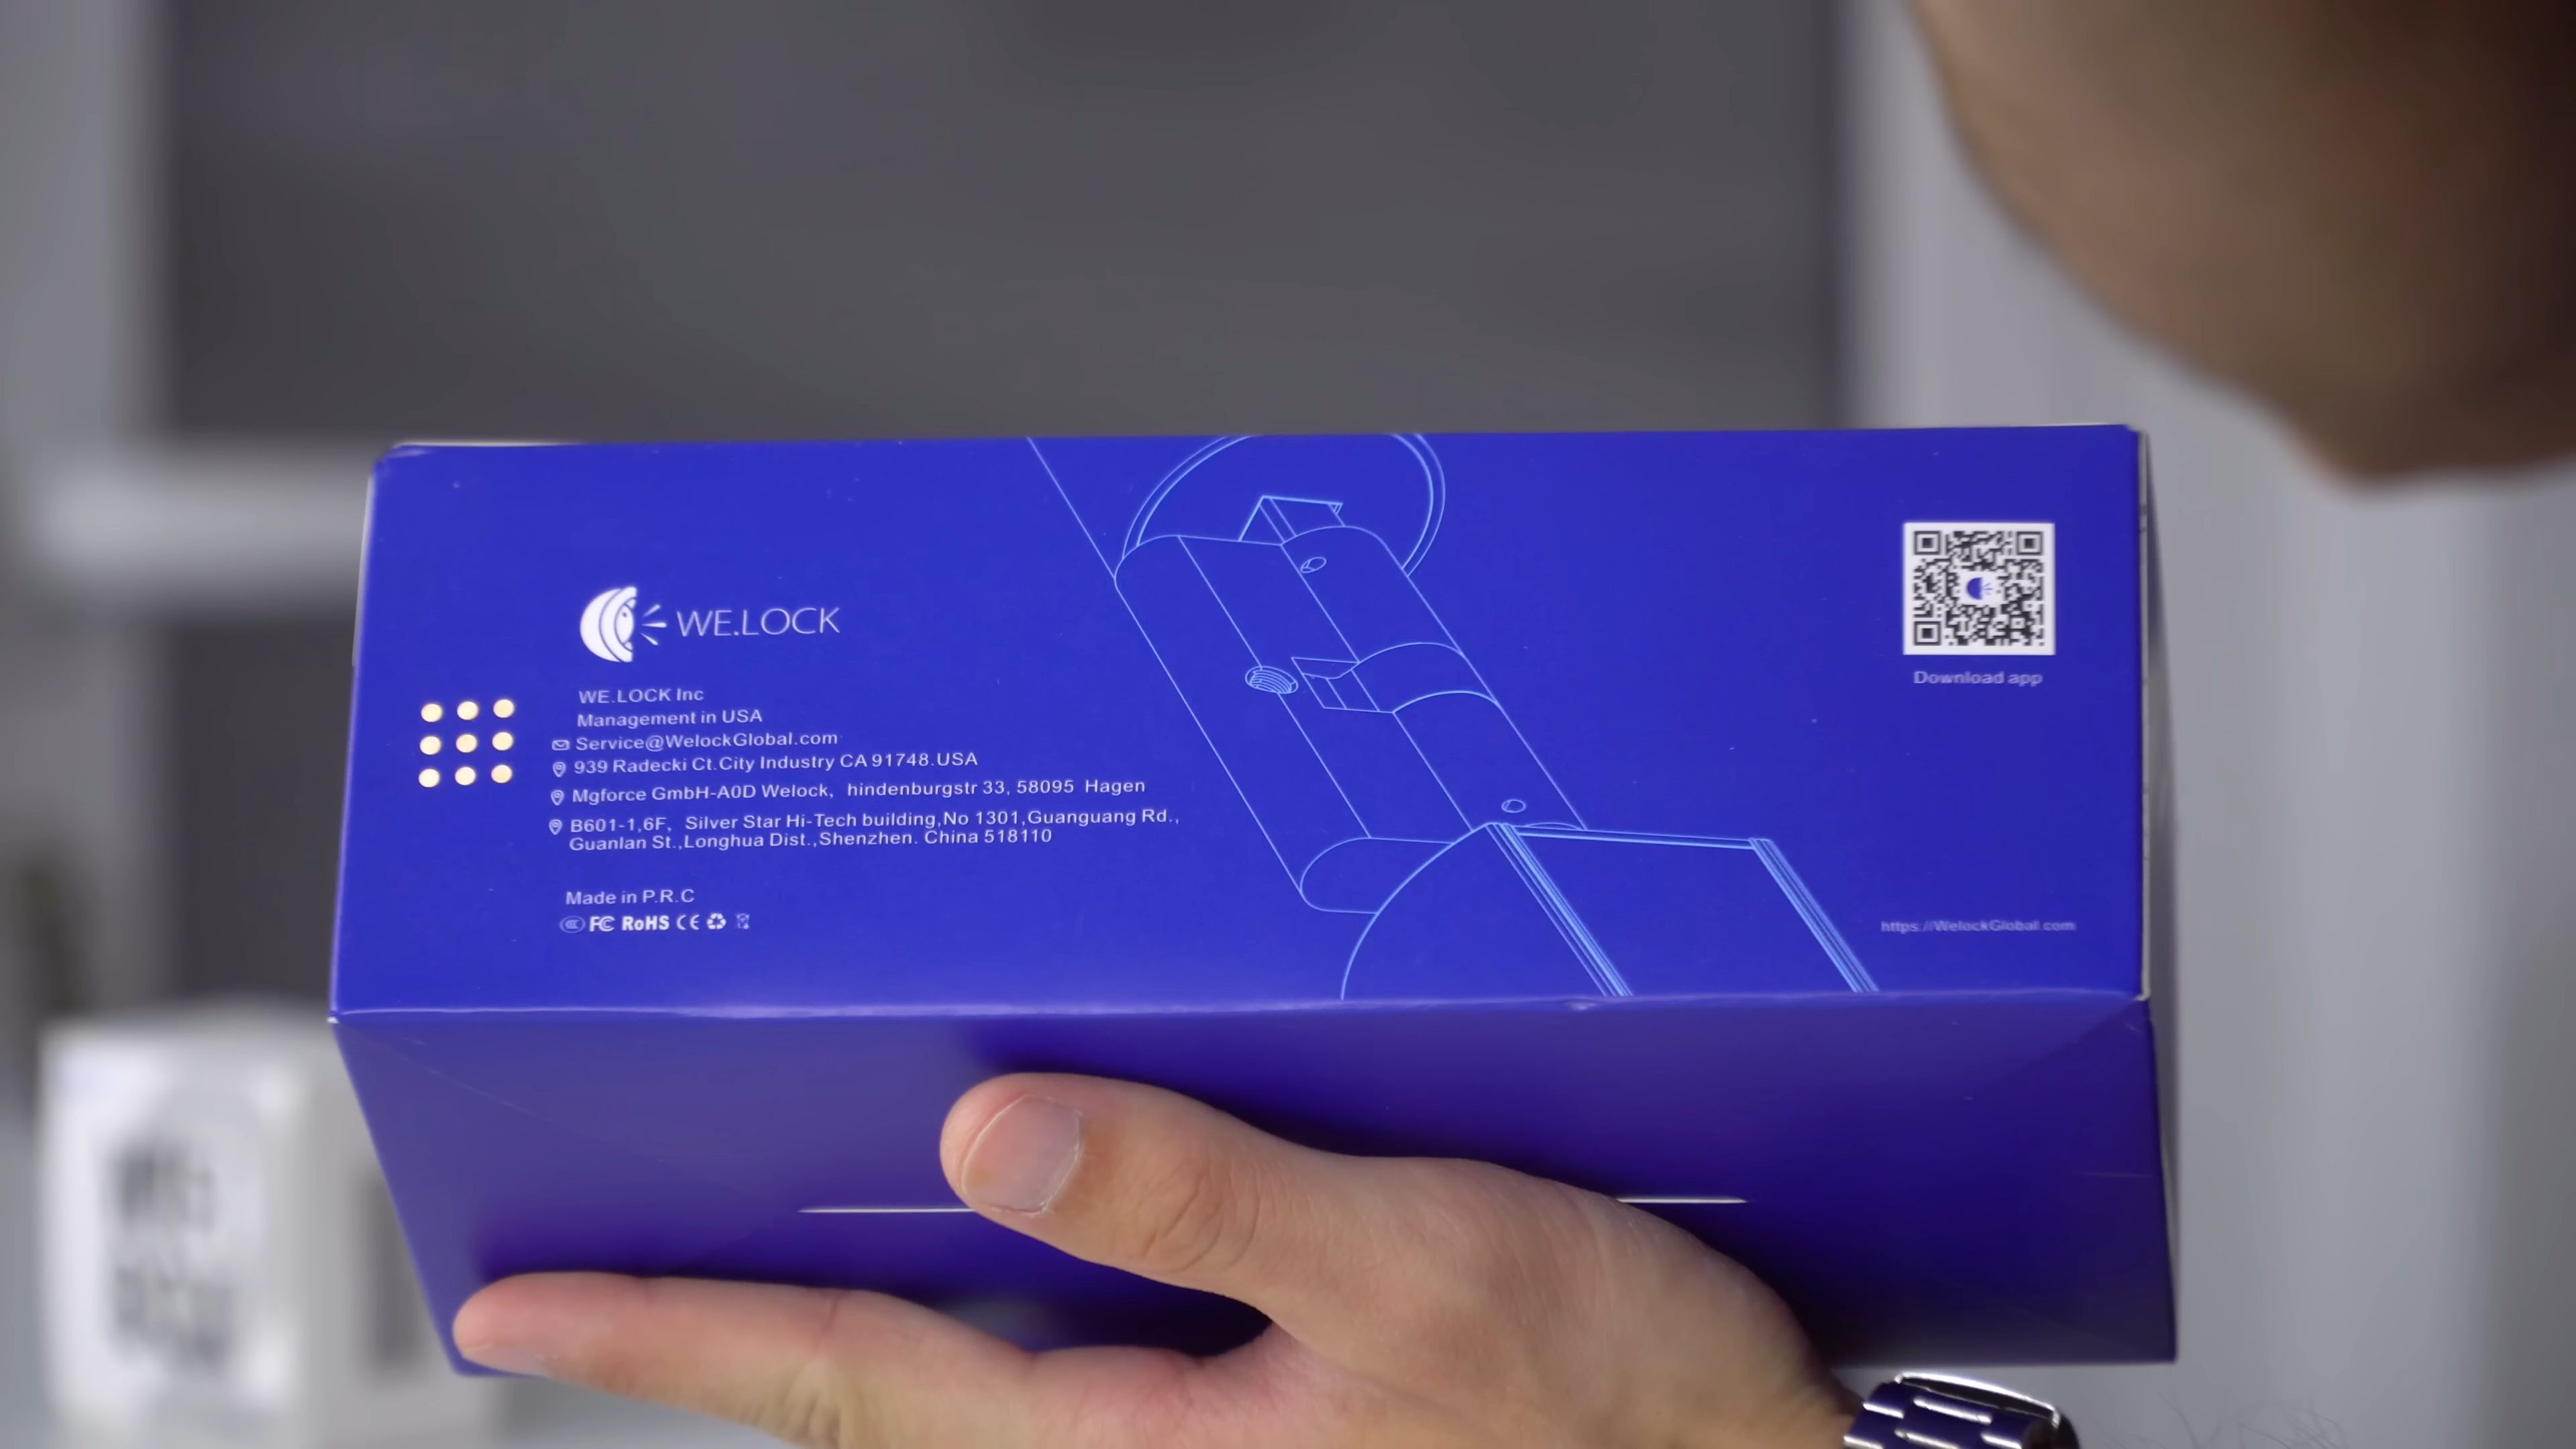 WE.LOCK
WE.LOCK Inc
Management in USA
Service@WelockGlobal.com
939 Radecki Ct.City Industry CA 91748.USA
Mgforce GmbH-A0D Welock, hindenburgstr 33, 58095 Hagen
B601-1,6F, Silver Star Hi-Tech building,No 1301,Guanguang Rd.,
Guanlan St.,Longhua Dist.,Shenzhen. China 518110
Made in P.R.C
FC RoHS CE
Download app
https://WelockGlobal.com